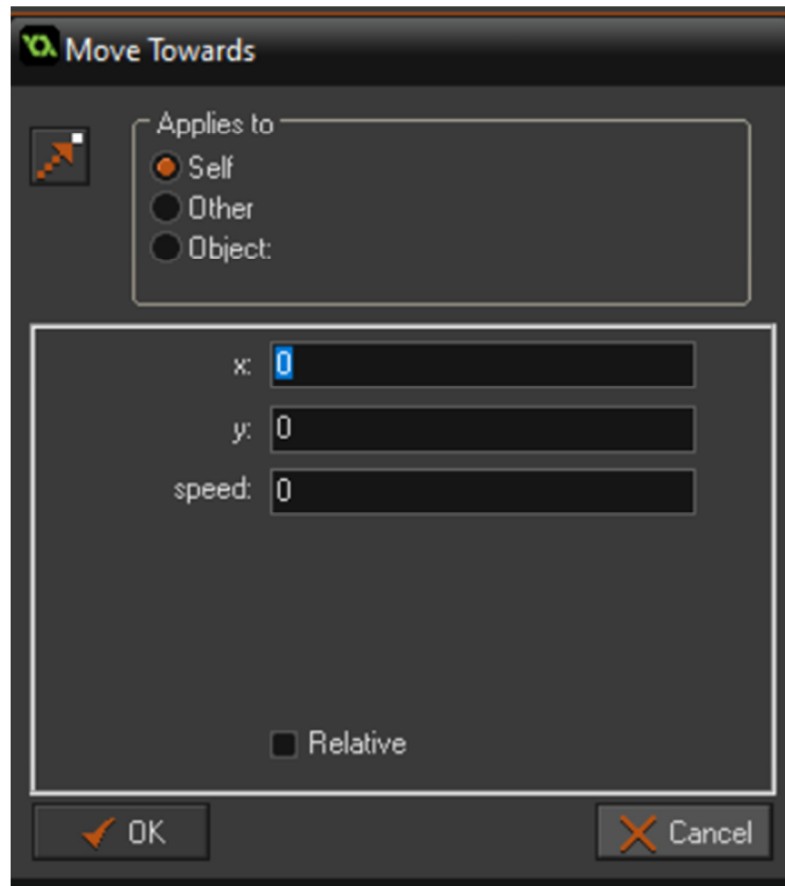 Move Towards
Applies to
Self
Other
Object:
x: 0
y: 0
speed: 0
Relative
OK Cancel